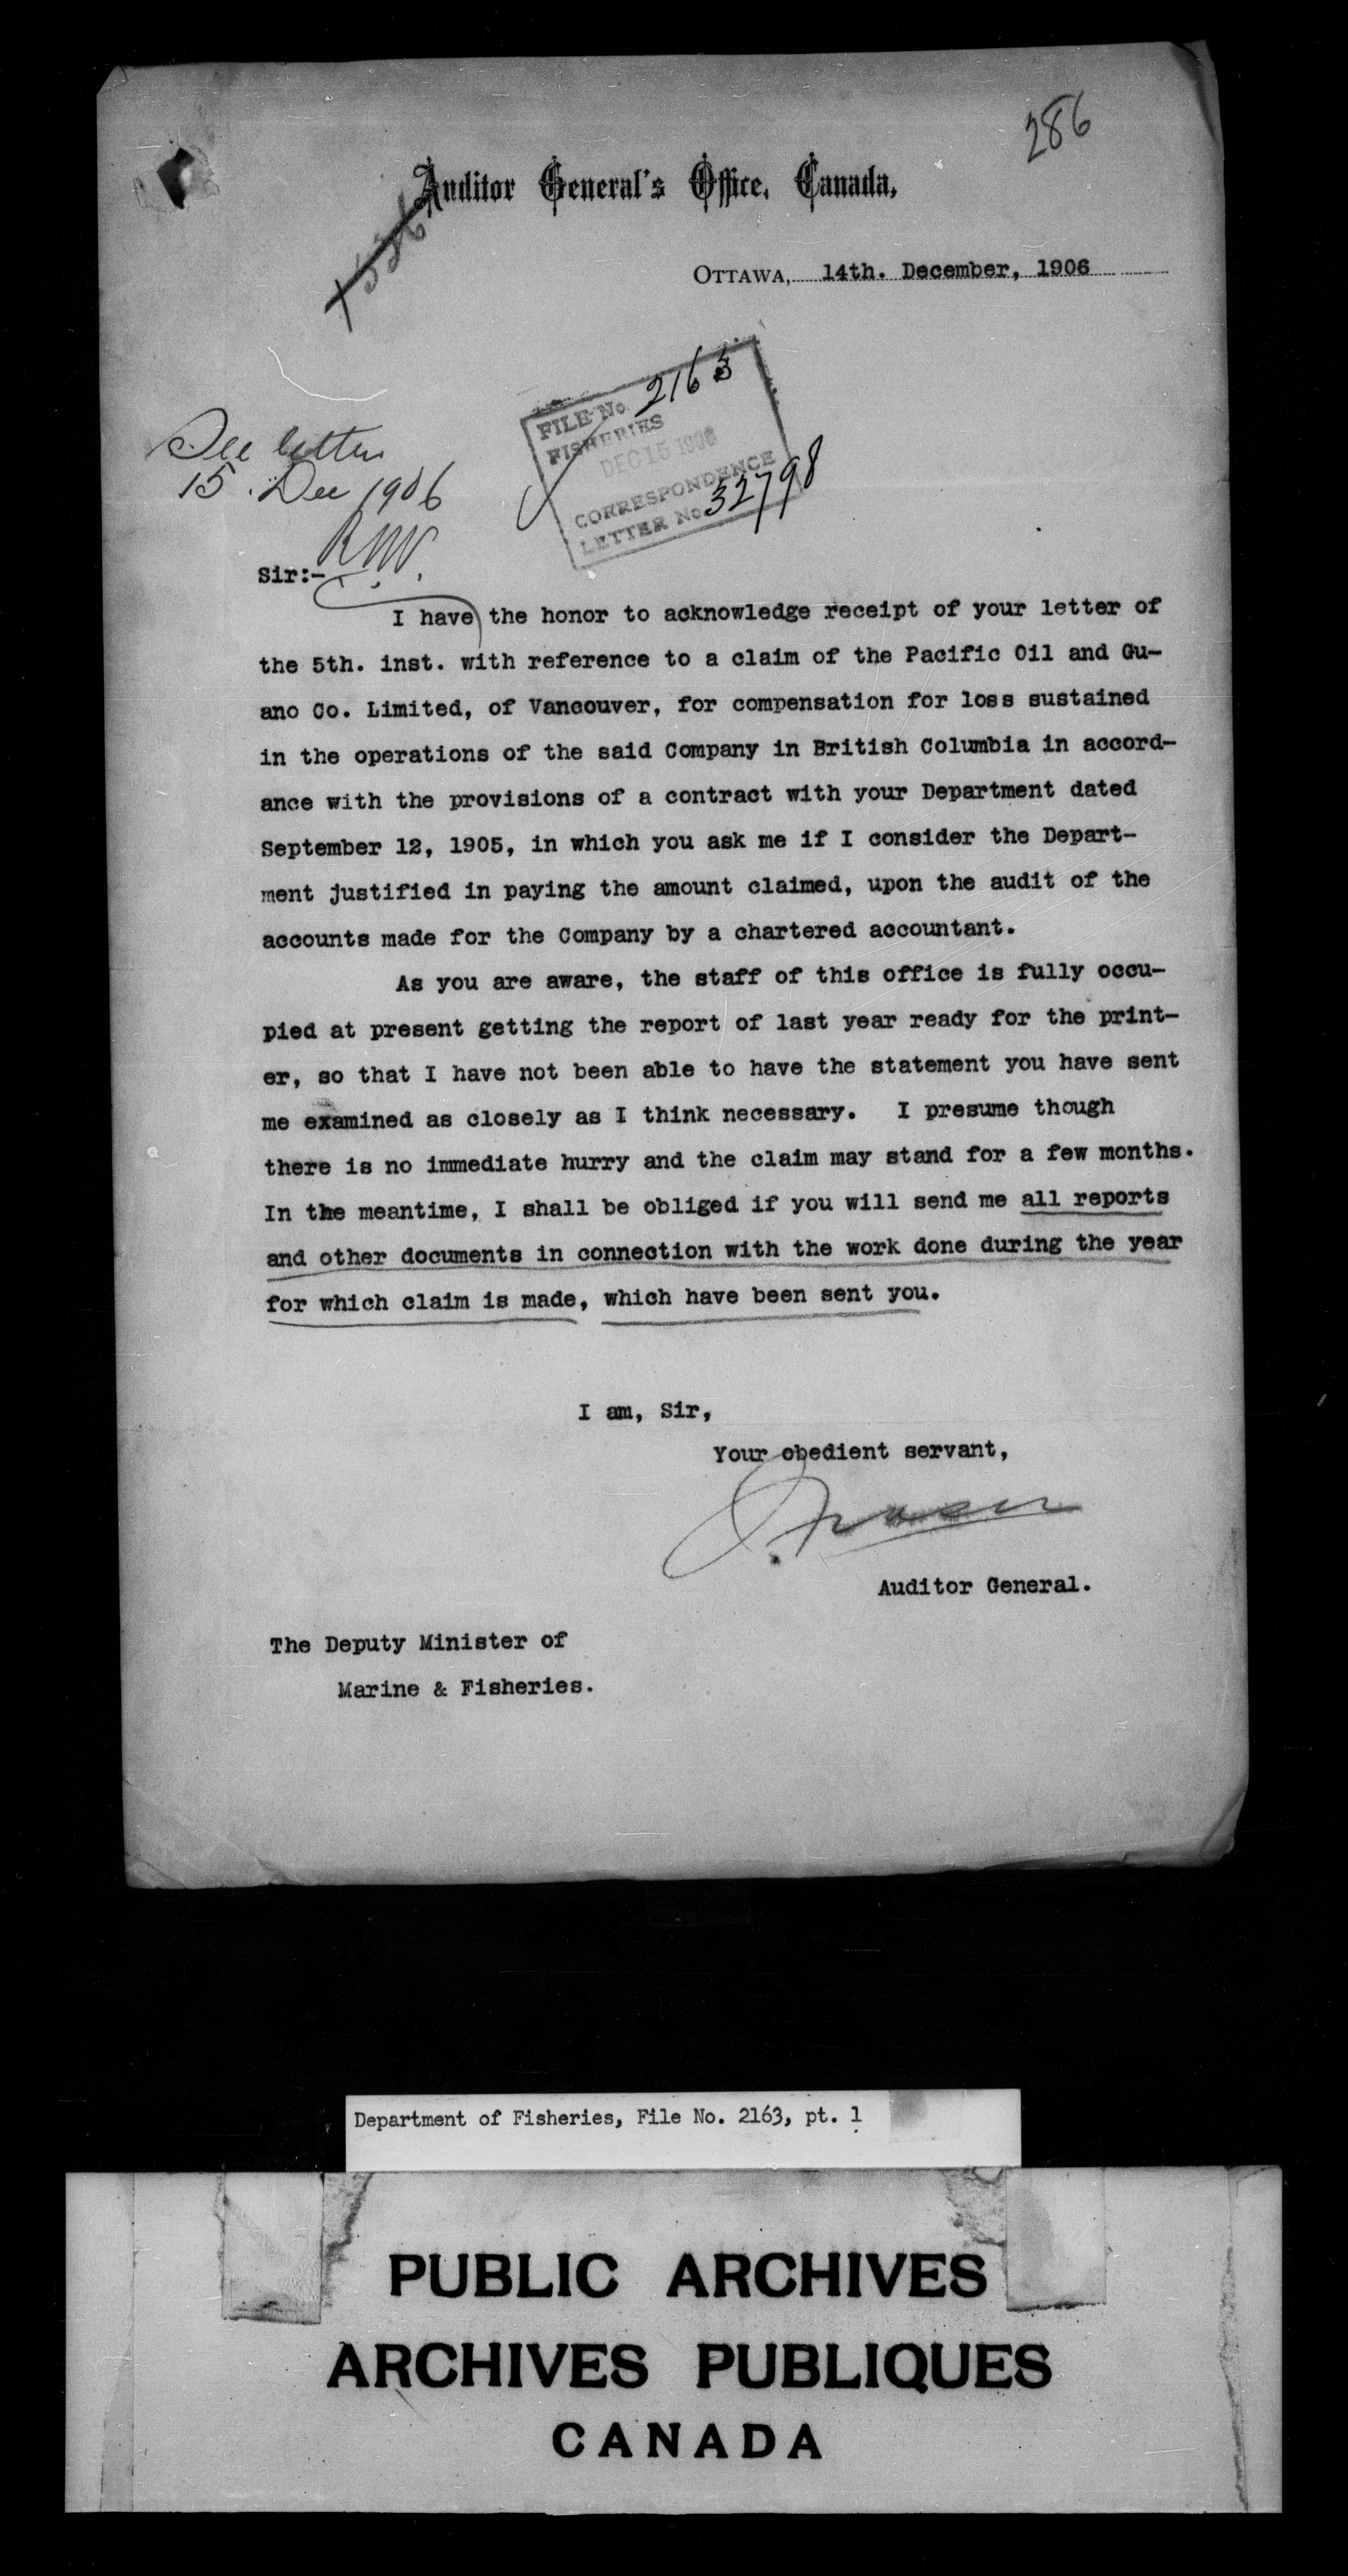 286
Auditor General's Office, Canada,
OTTAWA, 14th. December, 1906
FILE No. 2163
FISHERIES
DEC 15 1906
CORRESPONDENCE
LETTER No. 32798
See letter
15. Dec 1906
Sir:-
I have the honor to acknowledge receipt of your letter of
the 5th. inst. with reference to a claim of the Pacific Oil and Gu-
ano Co. Limited, of Vancouver, for compensation for loss sustained
in the operations of the said Company in British Columbia in accord-
ance with the provisions of a contract with your Department dated
September 12, 1905, in which you ask me if I consider the Depart-
ment justified in paying the amount claimed, upon the audit of the
accounts made for the Company by a chartered accountant.
As you are aware, the staff of this office is fully occu-
pied at present getting the report of last year ready for the print-
er, so that I have not been able to have the statement you have sent
me examined as closely as I think necessary. I presume though
there is no immediate hurry and the claim may stand for a few months.
In the meantime, I shall be obliged if you will send me all reports
and other documents in connection with the work done during the year
for which claim is made, which have been sent you.
I am, Sir,
Your obedient servant,
Auditor General.
The Deputy Minister of
Marine & Fisheries.
Department of Fisheries, File No. 2163, pt. 1
PUBLIC ARCHIVES
ARCHIVES PUBLIQUES
CANADA